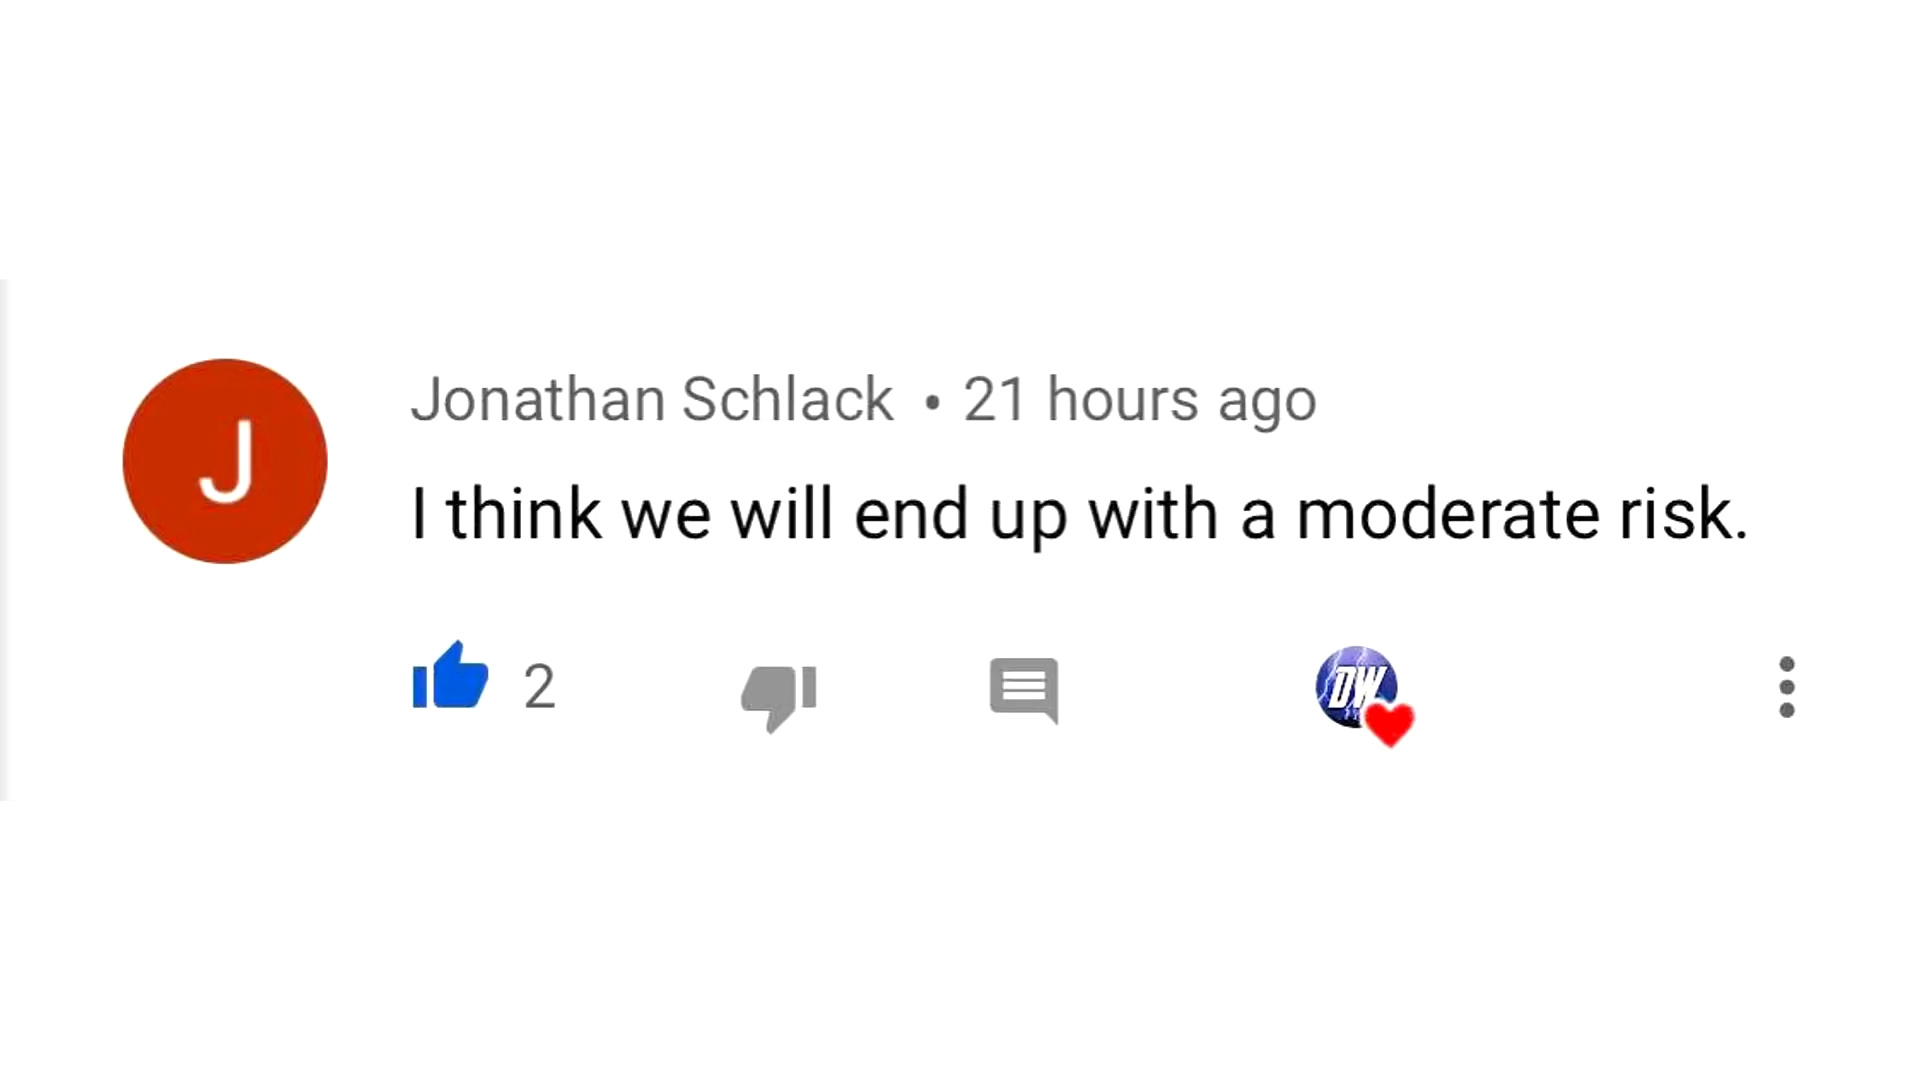 J
Jonathan Schlack • 21 hours ago
I think we will end up with a moderate risk.
2
DW